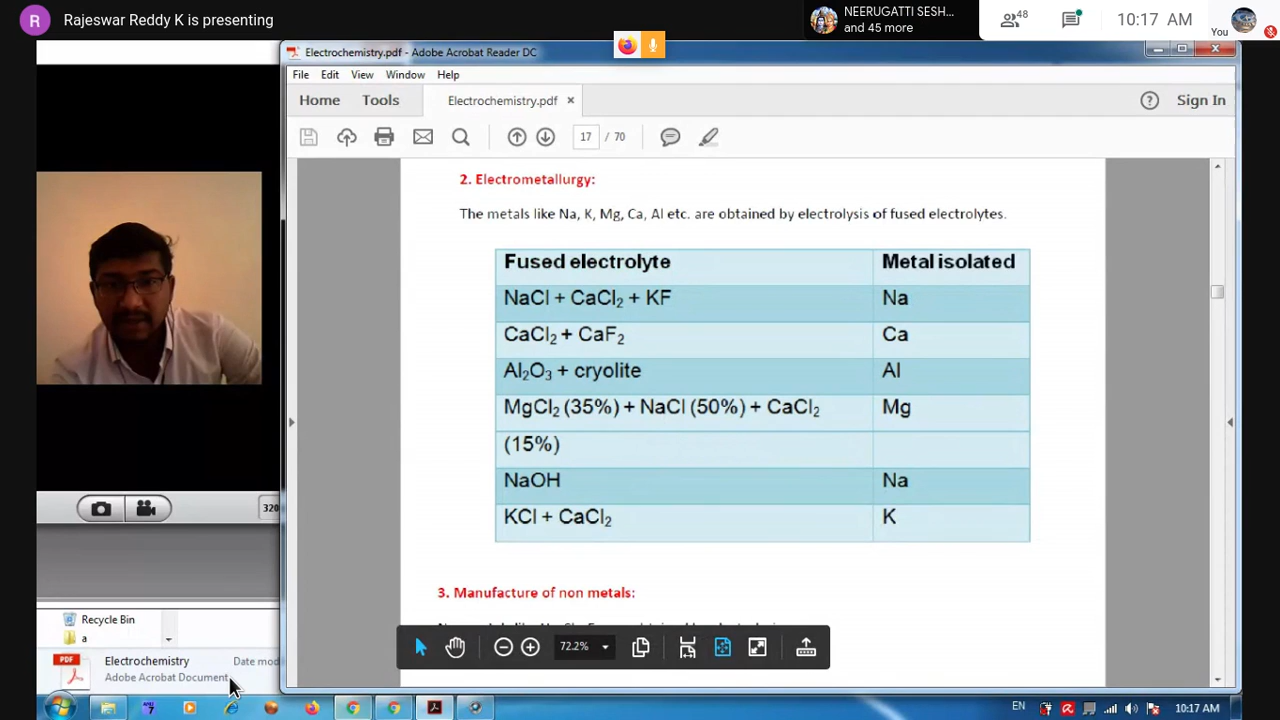 R
Rajeswar Reddy K is presenting
NEERUGATTI SESH...
and 45 more
48
10:17 AM
You
Electrochemistry.pdf - Adobe Acrobat Reader DC
File Edit View Window Help
Home Tools Electrochemistry.pdf × Sign In
17 / 70
2. Electrometallurgy:
The metals like Na, K, Mg, Ca, Al etc. are obtained by electrolysis of fused electrolytes.
Fused electrolyte Metal isolated
NaCl + CaCl₂ + KF Na
CaCl₂ + CaF₂ Ca
Al₂O₃ + cryolite Al
MgCl₂ (35%) + NaCl (50%) + CaCl₂ Mg
(15%)
NaOH Na
KCl + CaCl₂ K
3. Manufacture of non metals:
72.2%
320
Recycle Bin
a
PDF
Electrochemistry Date mod
Adobe Acrobat Document
EN 10:17 AM